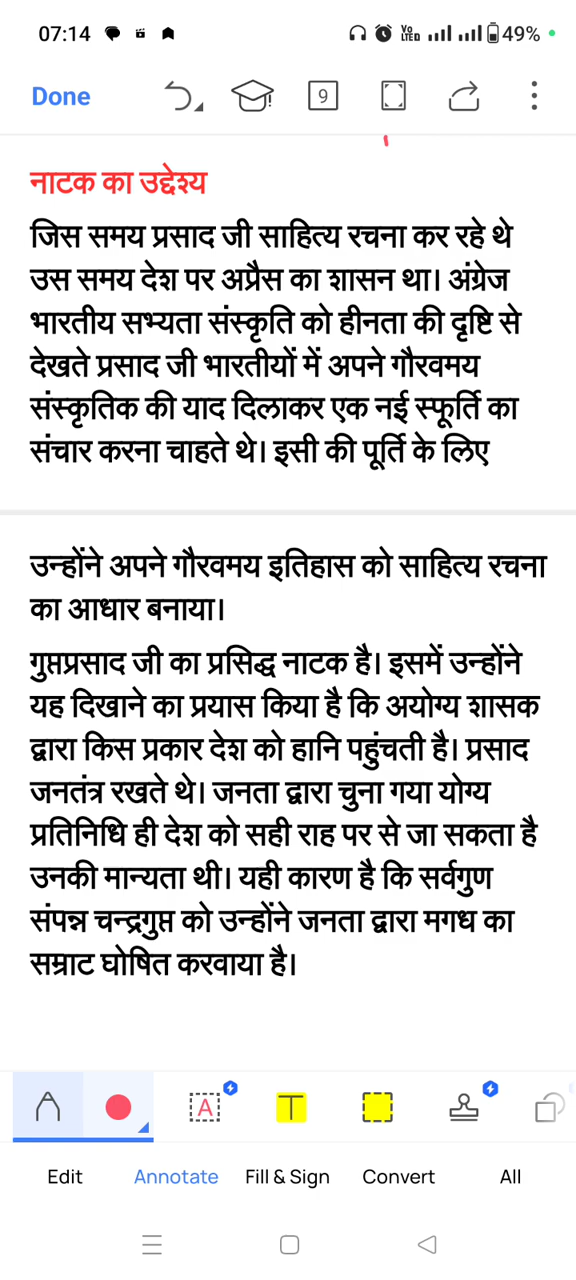 07:14
Vo LTE 49%
Done
9
नाटक का उद्देश्य
जिस समय प्रसाद जी साहित्य रचना कर रहे थे
उस समय देश पर अप्रैस का शासन था। अंग्रेज
भारतीय सभ्यता संस्कृति को हीनता की दृष्टि से
देखते प्रसाद जी भारतीयों में अपने गौरवमय
संस्कृतिक की याद दिलाकर एक नई स्फूर्ति का
संचार करना चाहते थे। इसी की पूर्ति के लिए
उन्होंने अपने गौरवमय इतिहास को साहित्य रचना
का आधार बनाया।
गुप्तप्रसाद जी का प्रसिद्ध नाटक है। इसमें उन्होंने
यह दिखाने का प्रयास किया है कि अयोग्य शासक
द्वारा किस प्रकार देश को हानि पहुंचती है। प्रसाद
जनतंत्र रखते थे। जनता द्वारा चुना गया योग्य
प्रतिनिधि ही देश को सही राह पर से जा सकता है
उनकी मान्यता थी। यही कारण है कि सर्वगुण
संपन्न चन्द्रगुप्त को उन्होंने जनता द्वारा मगध का
सम्राट घोषित करवाया है।
A T
Edit Annotate Fill & Sign Convert All